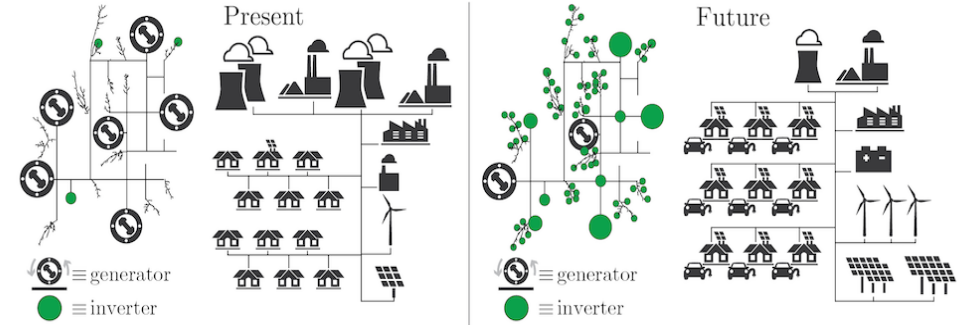 Present
≡ generator
≡ inverter
Future
≡ generator
≡ inverter